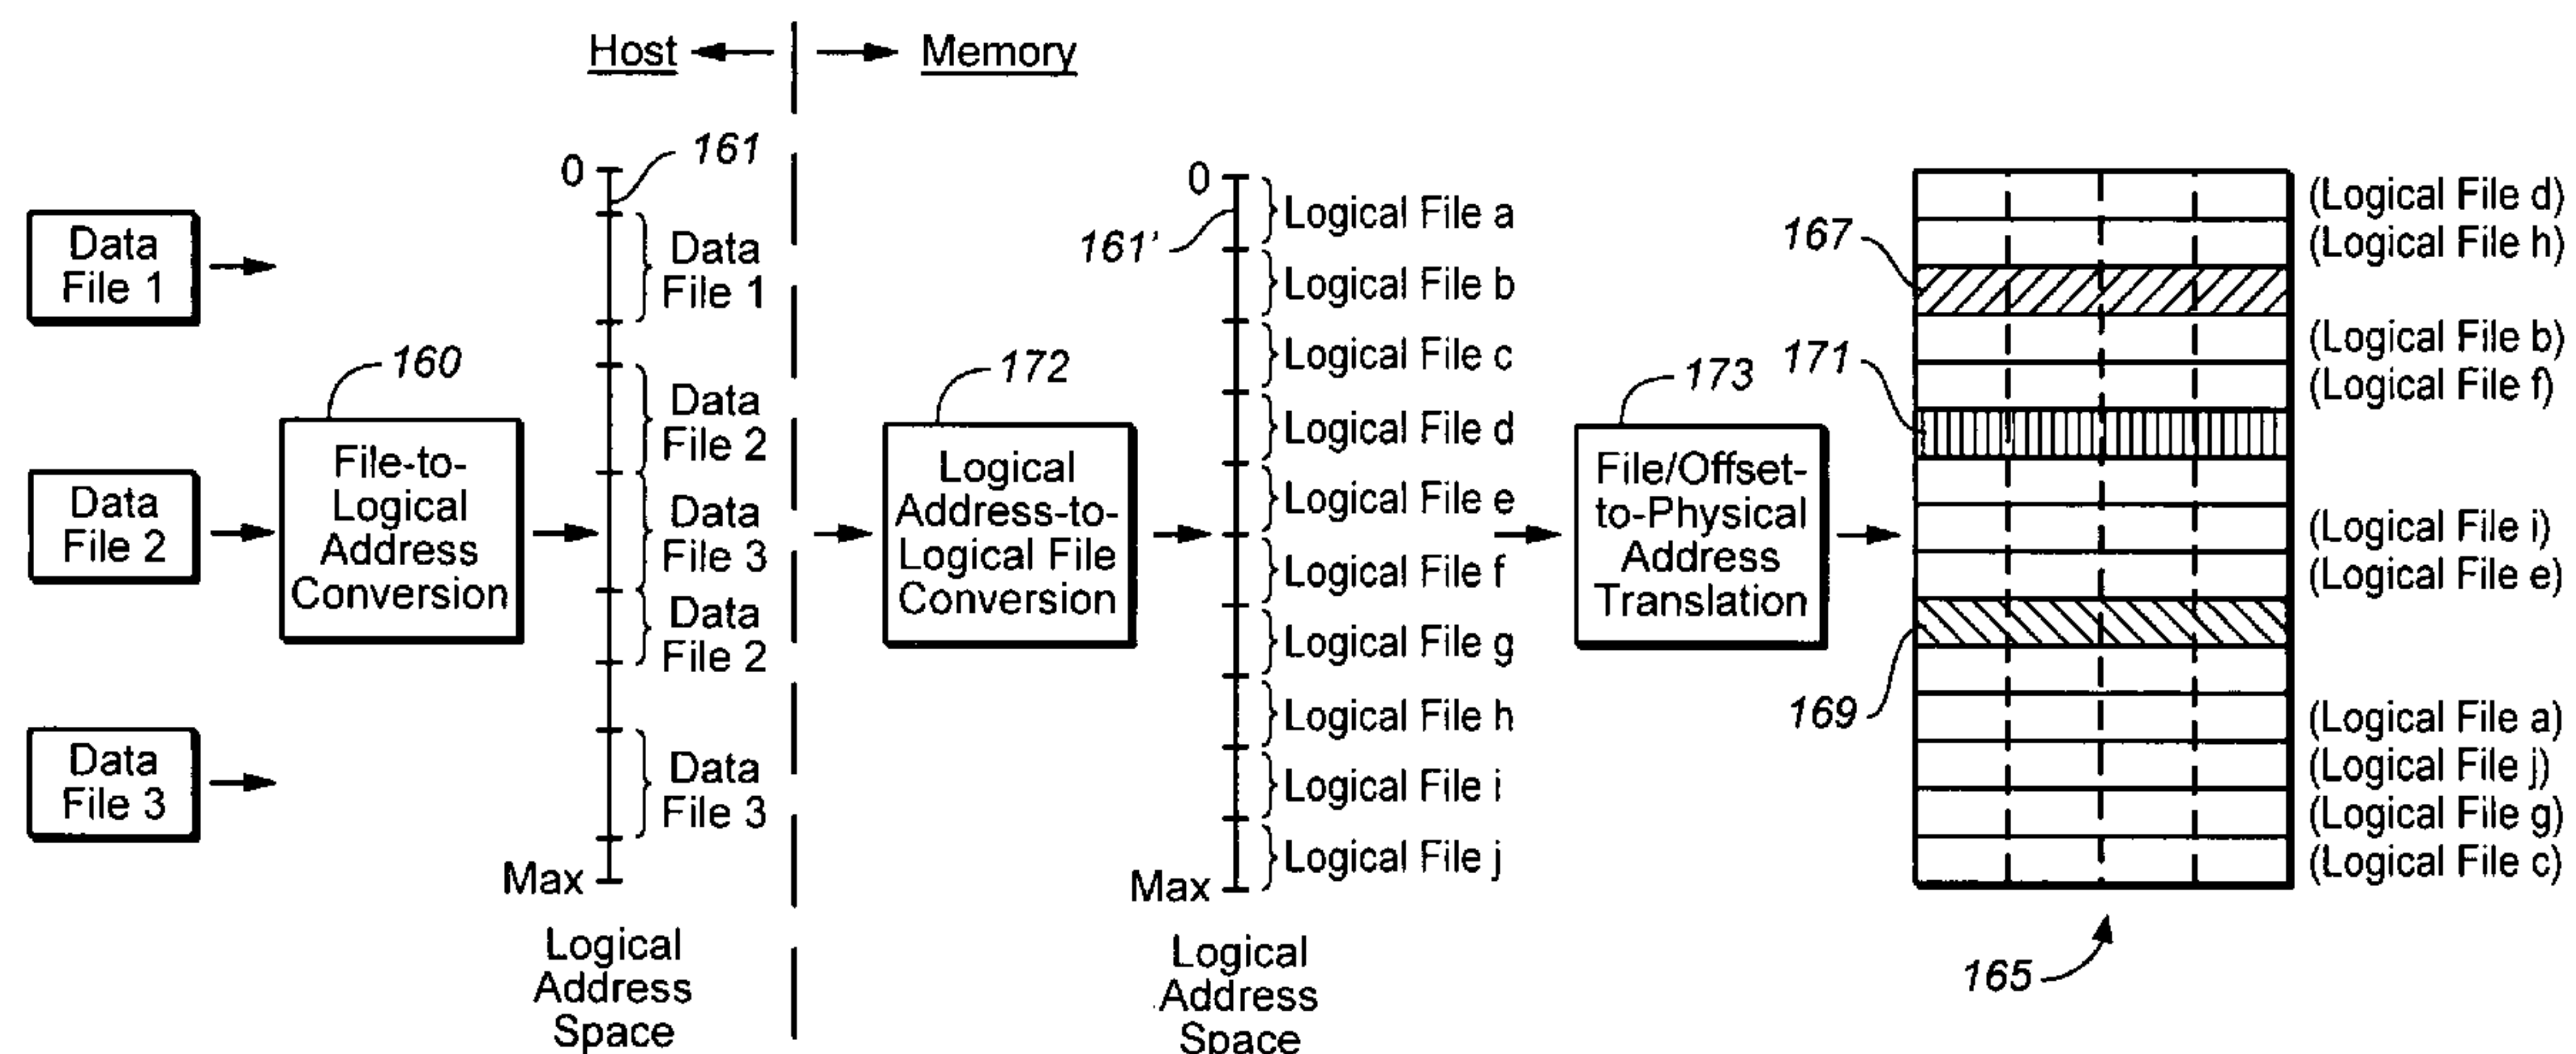 Host
Memory
Data
File 1
Data
File 2
Data
File 3
160
File-to-
Logical
Address
Conversion
161
0
Data
File 1
Data
File 2
Data
File 3
Data
File 2
Data
File 3
Max
Logical
Address
Space
172
Logical
Address-to-
Logical File
Conversion
0
161'
Logical File a
Logical File b
Logical File c
Logical File d
Logical File e
Logical File f
Logical File g
Logical File h
Logical File i
Logical File j
Max
Logical
Address
Space
173
File/Offset-
to-Physical
Address
Translation
167
171
169
(Logical File d)
(Logical File h)
(Logical File b)
(Logical File f)
(Logical File i)
(Logical File e)
(Logical File a)
(Logical File j)
(Logical File g)
(Logical File c)
165